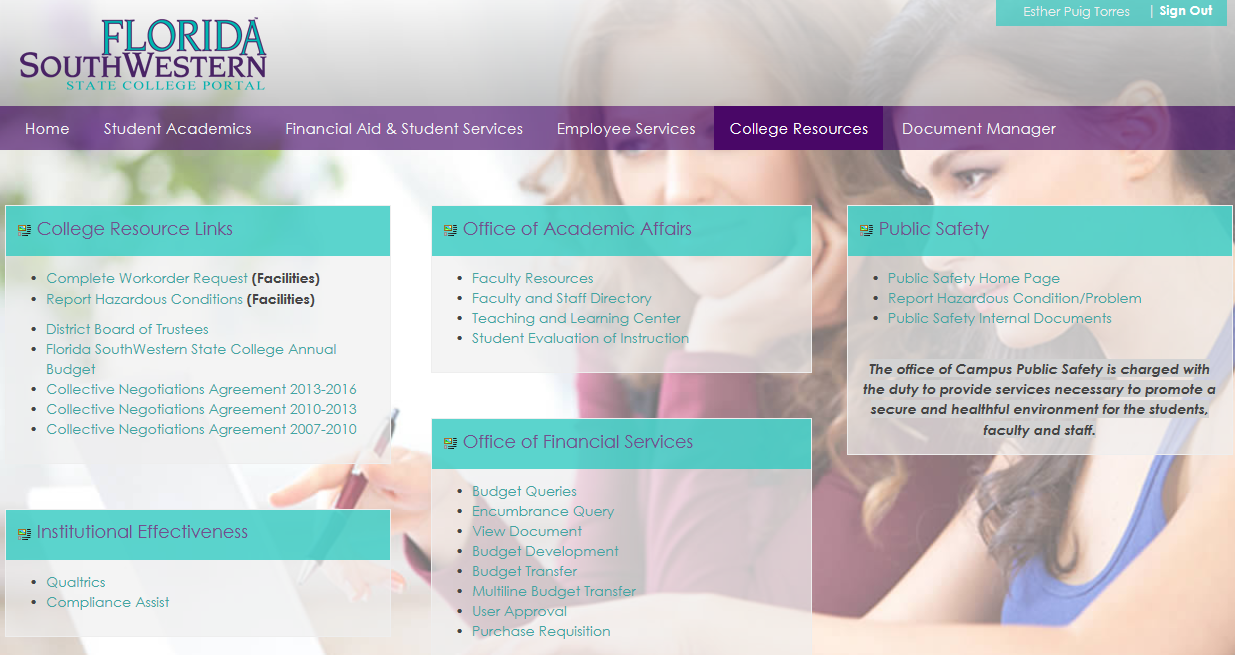 Esther Puig Torres | Sign Out
FLORIDA
SOUTHWESTERN
STATE COLLEGE PORTAL
Home Student Academics Financial Aid & Student Services Employee Services College Resources Document Manager
College Resource Links
• Complete Workorder Request (Facilities)
• Report Hazardous Conditions (Facilities)
• District Board of Trustees
• Florida SouthWestern State College Annual
Budget
• Collective Negotiations Agreement 2013-2016
• Collective Negotiations Agreement 2010-2013
• Collective Negotiations Agreement 2007-2010
Institutional Effectiveness
• Qualtrics
• Compliance Assist
Office of Academic Affairs
• Faculty Resources
• Faculty and Staff Directory
• Teaching and Learning Center
• Student Evaluation of Instruction
Office of Financial Services
• Budget Queries
• Encumbrance Query
• View Document
• Budget Development
• Budget Transfer
• Multiline Budget Transfer
• User Approval
• Purchase Requisition
Public Safety
• Public Safety Home Page
• Report Hazardous Condition/Problem
• Public Safety Internal Documents
The office of Campus Public Safety is charged with
the duty to provide services necessary to promote a
secure and healthful environment for the students,
faculty and staff.